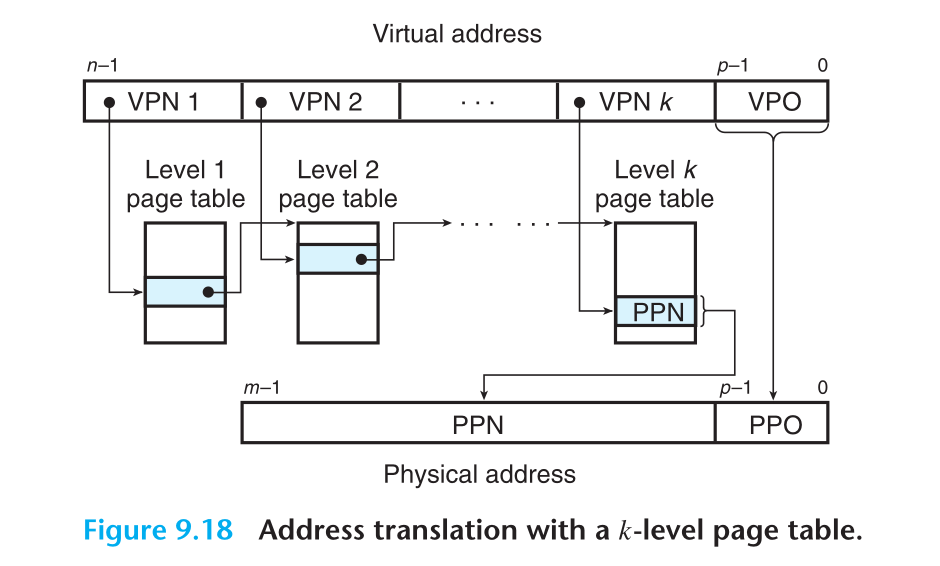 Virtual address
n–1 p–1 0
VPN 1 VPN 2 · · · VPN k VPO
Level 1 Level 2 Level k
page table page table page table
· · · · · ·
PPN
m–1 p–1 0
PPN PPO
Physical address
Figure 9.18 Address translation with a k-level page table.